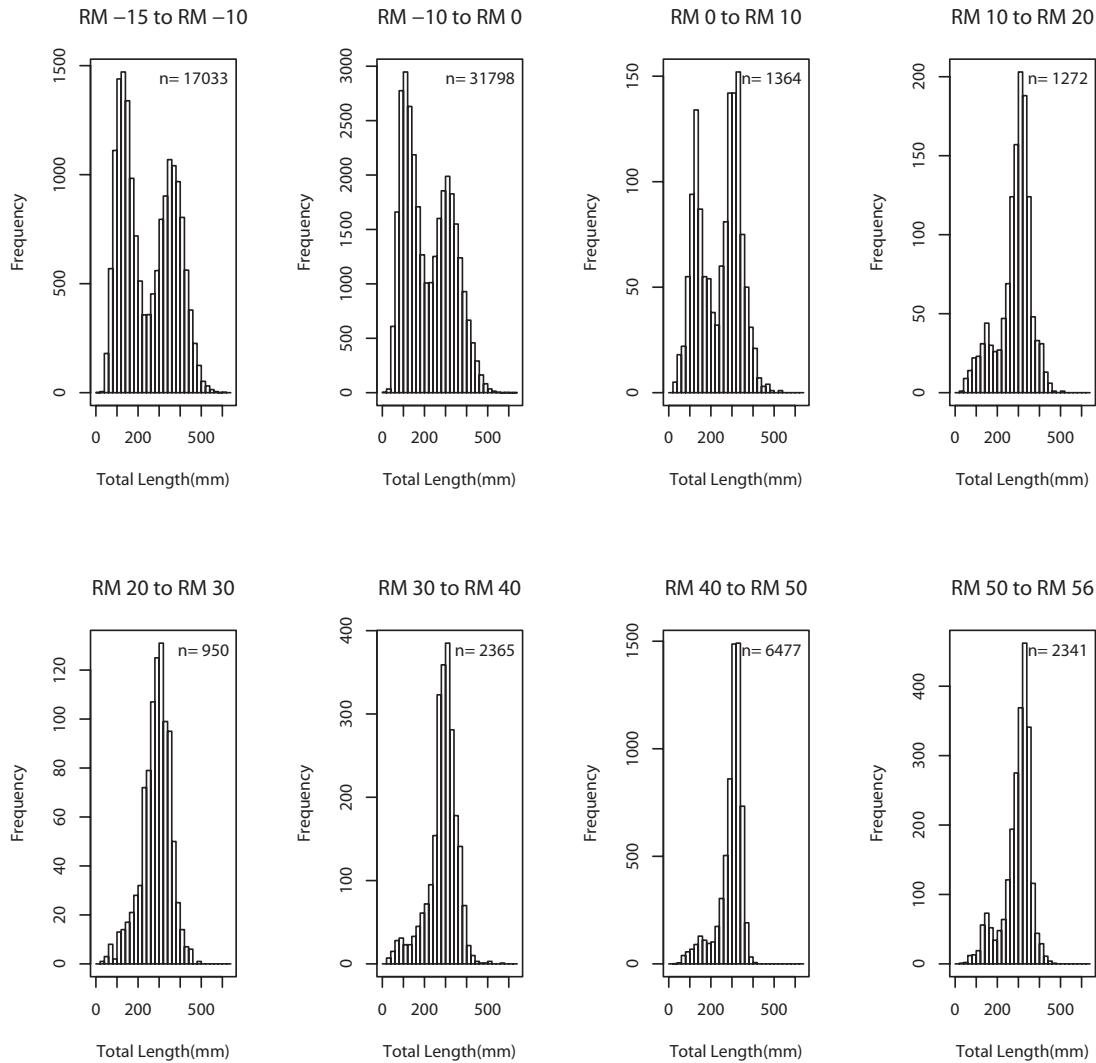 RM −15 to RM −10
n= 17033
Frequency
0
500
1000
1500
0 200 500
Total Length(mm)
RM −10 to RM 0
n= 31798
Frequency
0
500
1000
1500
2000
2500
3000
0 200 500
Total Length(mm)
RM 0 to RM 10
n= 1364
Frequency
0
50
100
150
0 200 500
Total Length(mm)
RM 10 to RM 20
n= 1272
Frequency
0
50
100
150
200
0 200 500
Total Length(mm)
RM 20 to RM 30
n= 950
Frequency
0
20
40
60
80
100
120
0 200 500
Total Length(mm)
RM 30 to RM 40
n= 2365
Frequency
0
100
200
300
400
0 200 500
Total Length(mm)
RM 40 to RM 50
n= 6477
Frequency
0
500
1000
1500
0 200 500
Total Length(mm)
RM 50 to RM 56
n= 2341
Frequency
0
100
200
300
400
0 200 500
Total Length(mm)